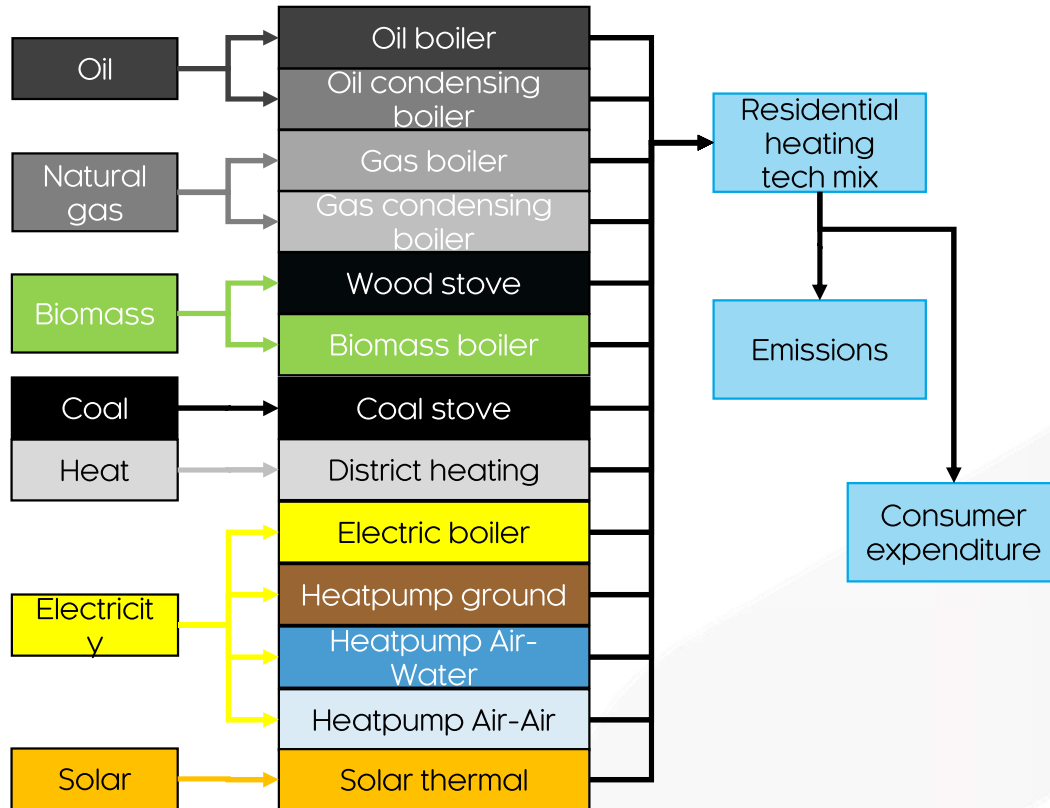 Oil
Natural
gas
Biomass
Coal
Heat
Electricit
y
Solar
Oil boiler
Oil condensing
boiler
Gas boiler
Gas condensing
boiler
Wood stove
Biomass boiler
Coal stove
District heating
Electric boiler
Heatpump ground
Heatpump Air-
Water
Heatpump Air-Air
Solar thermal
Residential
heating
tech mix
Emissions
Consumer
expenditure